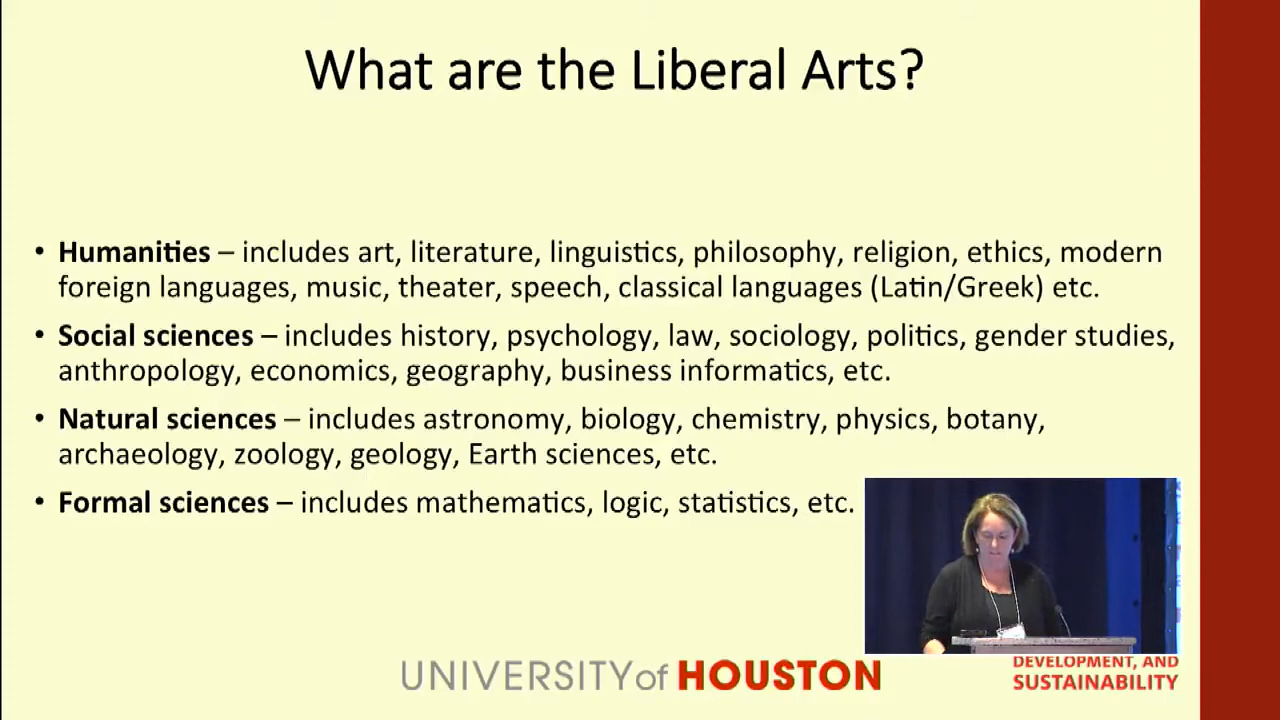 What are the Liberal Arts?
• Humanities – includes art, literature, linguistics, philosophy, religion, ethics, modern
foreign languages, music, theater, speech, classical languages (Latin/Greek) etc.
• Social sciences – includes history, psychology, law, sociology, politics, gender studies,
anthropology, economics, geography, business informatics, etc.
• Natural sciences – includes astronomy, biology, chemistry, physics, botany,
archaeology, zoology, geology, Earth sciences, etc.
• Formal sciences – includes mathematics, logic, statistics, etc.
UNIVERSITY of HOUSTON
DEVELOPMENT, AND
SUSTAINABILITY